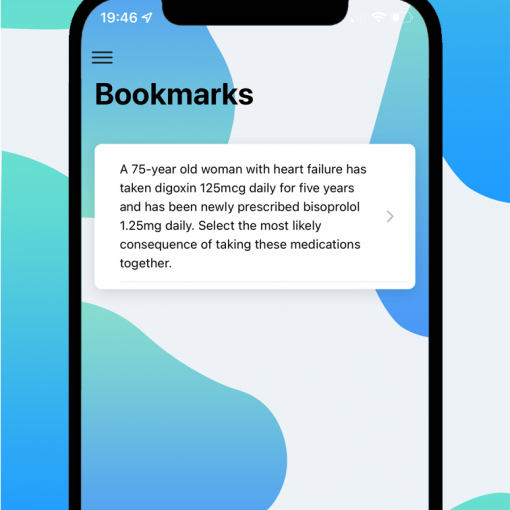 19:46
Bookmarks
A 75-year old woman with heart failure has
taken digoxin 125mcg daily for five years
and has been newly prescribed bisoprolol
1.25mg daily. Select the most likely
consequence of taking these medications
together.